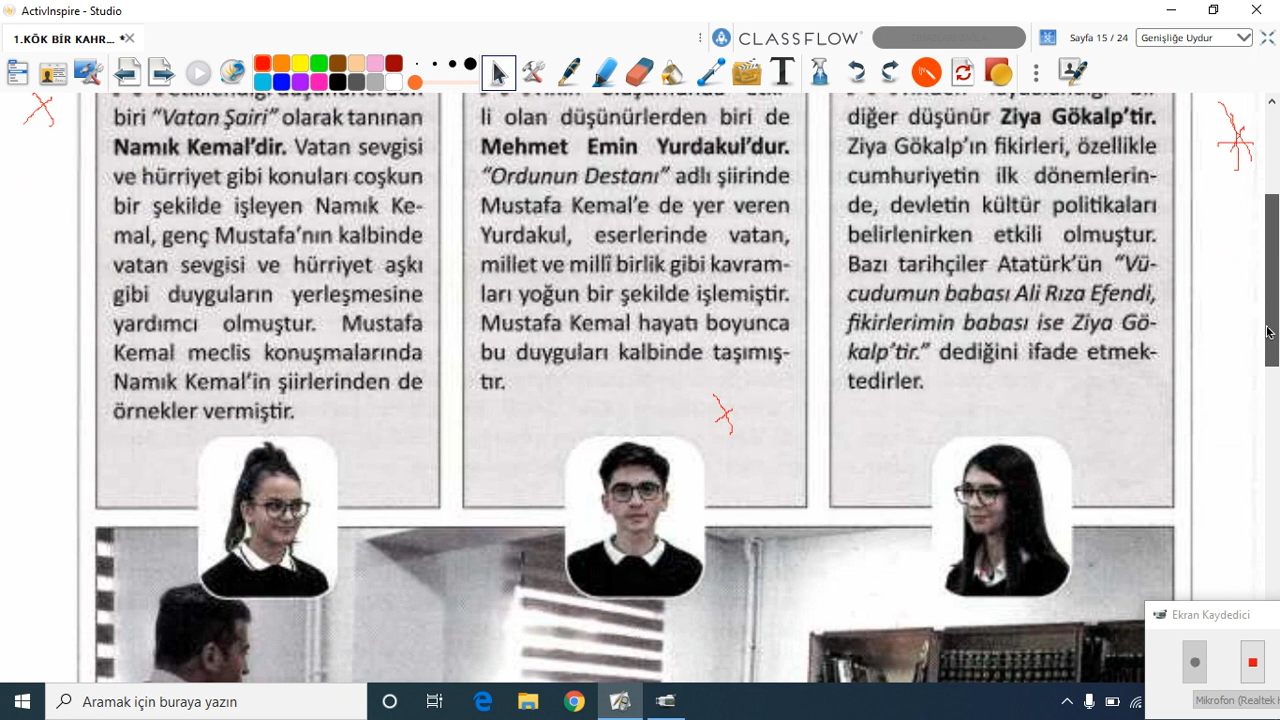 ActivInspire - Studio
1.KÖK BİR KAHR... *
CLASSFLOW
Sayfa 15 / 24
Genişliğe Uydur
biri “Vatan Şairi” olarak tanınan
Namık Kemal’dir. Vatan sevgisi
ve hürriyet gibi konuları coşkun
bir şekilde işleyen Namık Ke-
mal, genç Mustafa’nın kalbinde
vatan sevgisi ve hürriyet aşkı
gibi duyguların yerleşmesine
yardımcı olmuştur. Mustafa
Kemal meclis konuşmalarında
Namık Kemal’in şiirlerinden de
örnekler vermiştir.
li olan düşünürlerden biri de
Mehmet Emin Yurdakul’dur.
“Ordunun Destanı” adlı şiirinde
Mustafa Kemal’e de yer veren
Yurdakul, eserlerinde vatan,
millet ve millî birlik gibi kavram-
ları yoğun bir şekilde işlemiştir.
Mustafa Kemal hayatı boyunca
bu duyguları kalbinde taşımış-
tır.
diğer düşünür Ziya Gökalp’tir.
Ziya Gökalp’ın fikirleri, özellikle
cumhuriyetin ilk dönemlerin-
de, devletin kültür politikaları
belirlenirken etkili olmuştur.
Bazı tarihçiler Atatürk’ün “Vü-
cudumun babası Ali Rıza Efendi,
fikirlerimin babası ise Ziya Gö-
kalp’tir.” dediğini ifade etmek-
tedirler.
Ekran Kaydedici
Mikrofon (Realtek
Aramak için buraya yazın